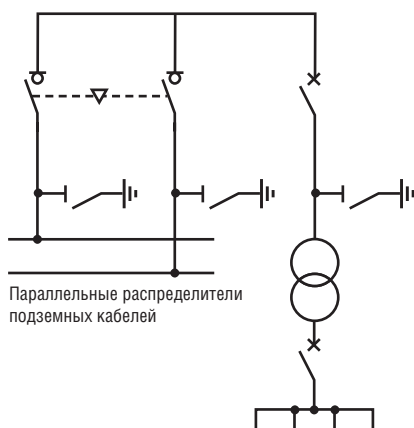 Параллельные распределители
подземных кабелей